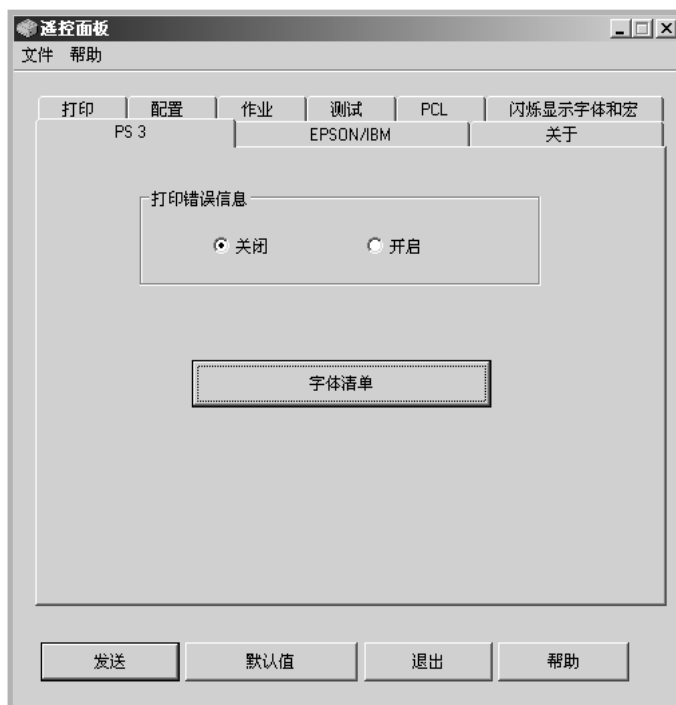 遥控面板
文件 帮助
打印 配置 作业 测试 PCL 闪烁显示字体和宏
PS 3 EPSON/IBM 关于
打印错误信息
关闭 开启
字体清单
发送 默认值 退出 帮助